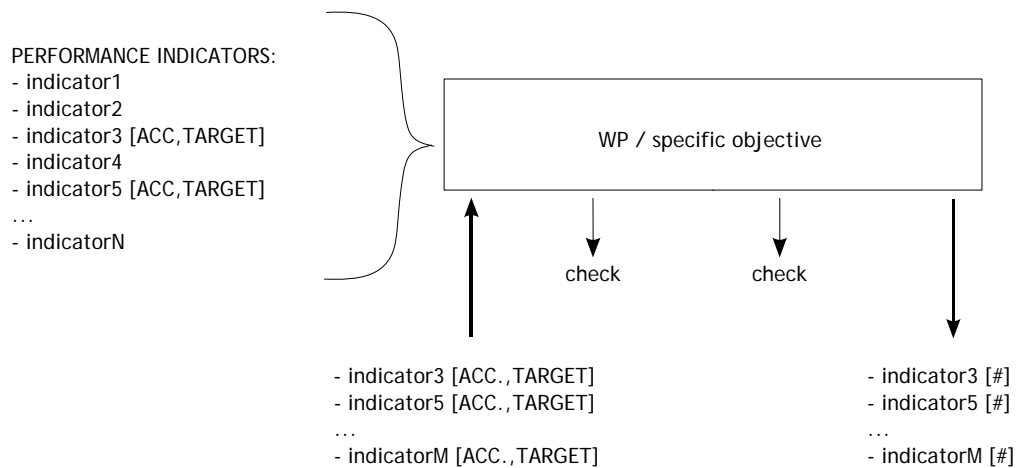 PERFORMANCE INDICATORS:
- indicator1
- indicator2
- indicator3 [ACC,TARGET]
- indicator4
- indicator5 [ACC,TARGET]
...
- indicatorN
WP / specific objective
check
check
- indicator3 [ACC.,TARGET]
- indicator5 [ACC.,TARGET]
...
- indicatorM [ACC.,TARGET]
- indicator3 [#]
- indicator5 [#]
...
- indicatorM [#]